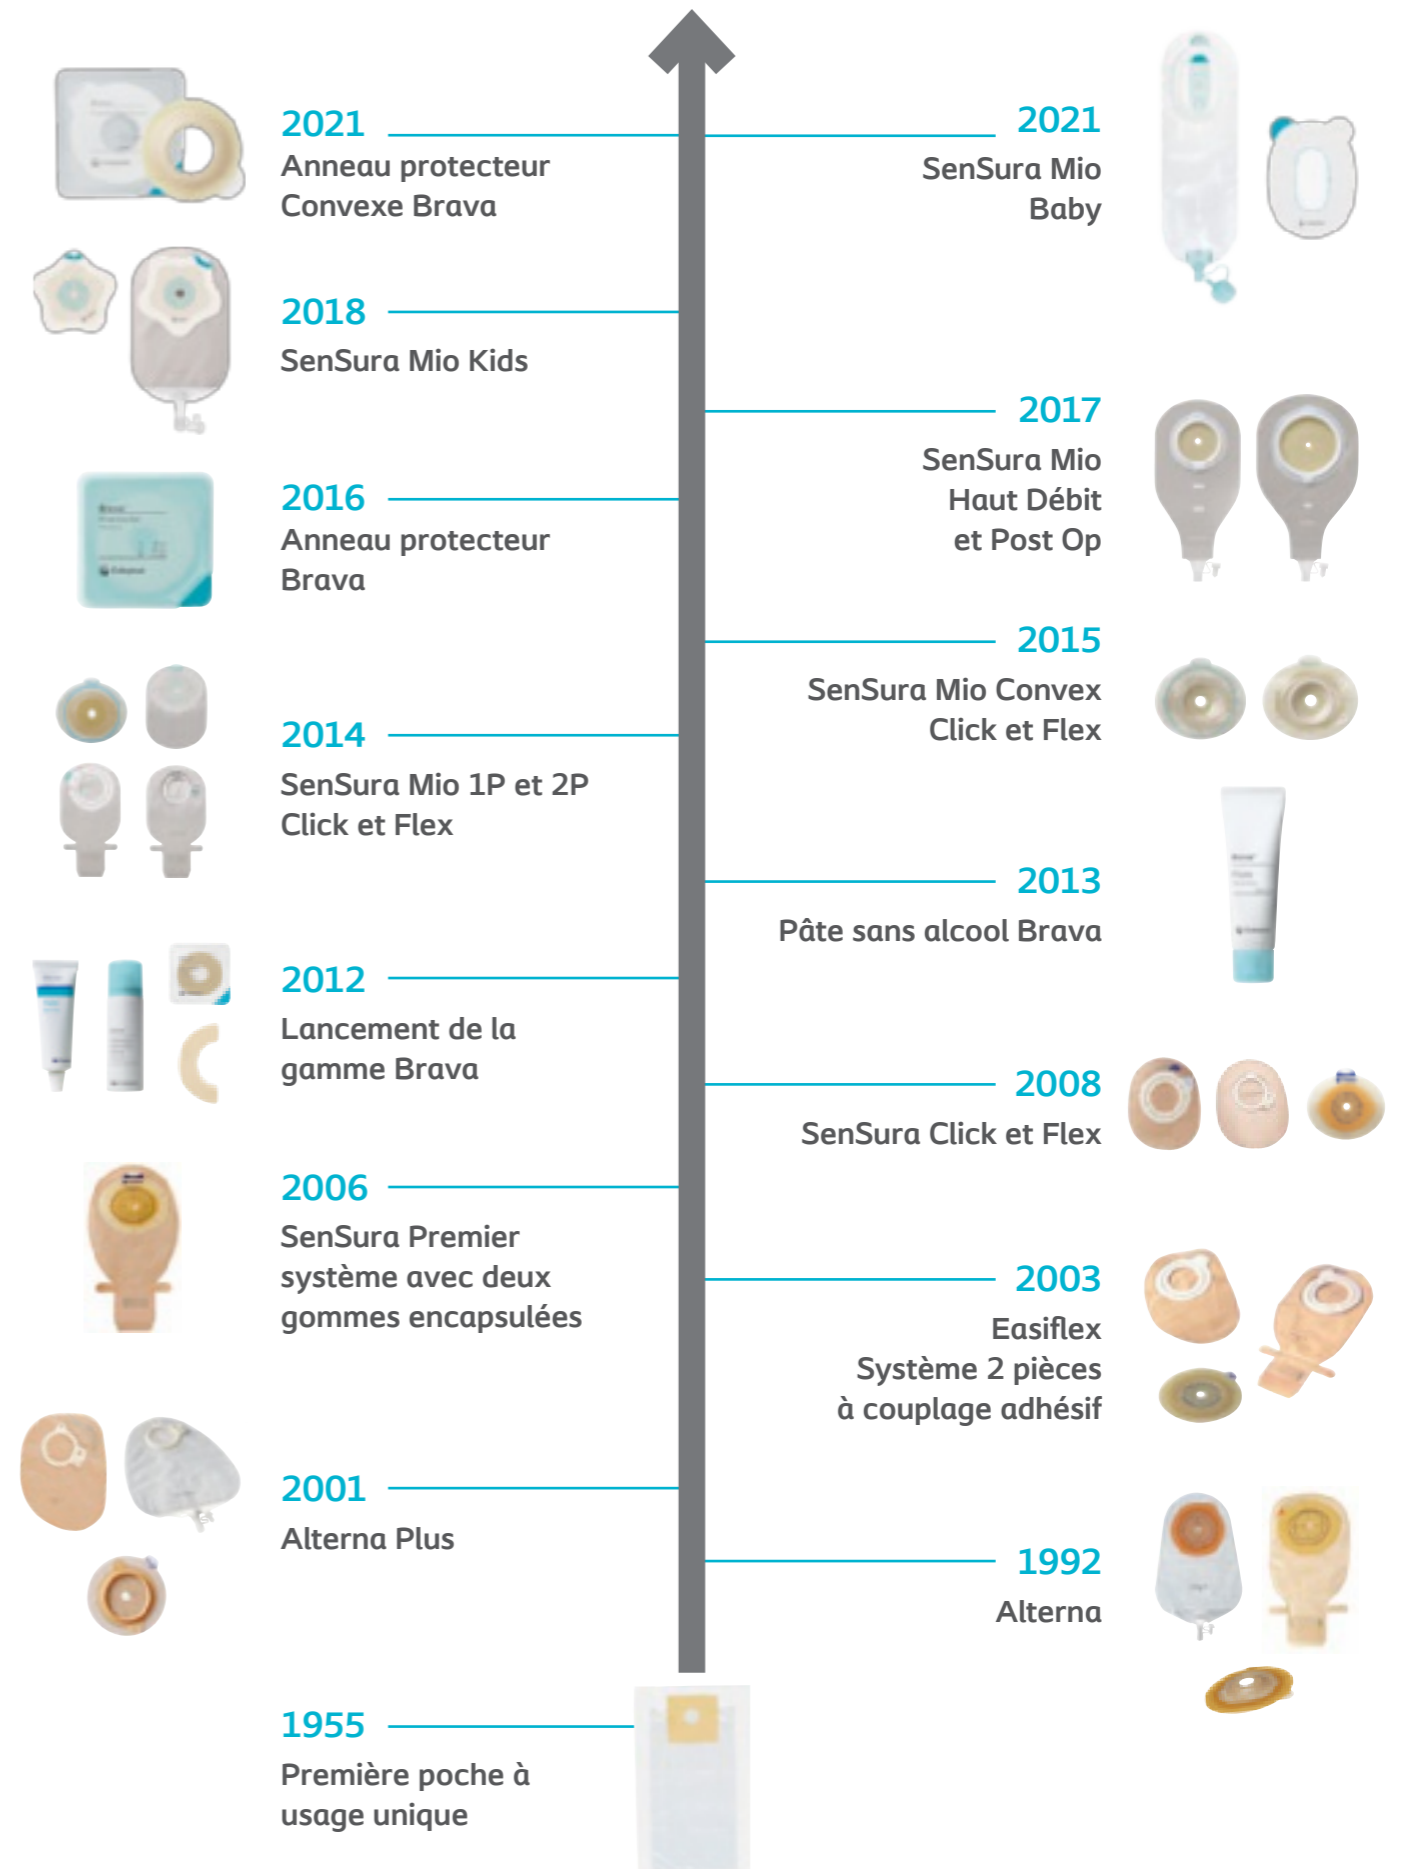 2021
Anneau protecteur
Convexe Brava
2021
SenSura Mio
Baby
2018
SenSura Mio Kids
2017
SenSura Mio
Haut Débit
et Post Op
2016
Anneau protecteur
Brava
2015
SenSura Mio Convex
Click et Flex
2014
SenSura Mio 1P et 2P
Click et Flex
2013
Pâte sans alcool Brava
2012
Lancement de la
gamme Brava
2008
SenSura Click et Flex
2006
SenSura Premier
système avec deux
gommes encapsulées
2003
Easiflex
Système 2 pièces
à couplage adhésif
2001
Alterna Plus
1992
Alterna
1955
Première poche à
usage unique